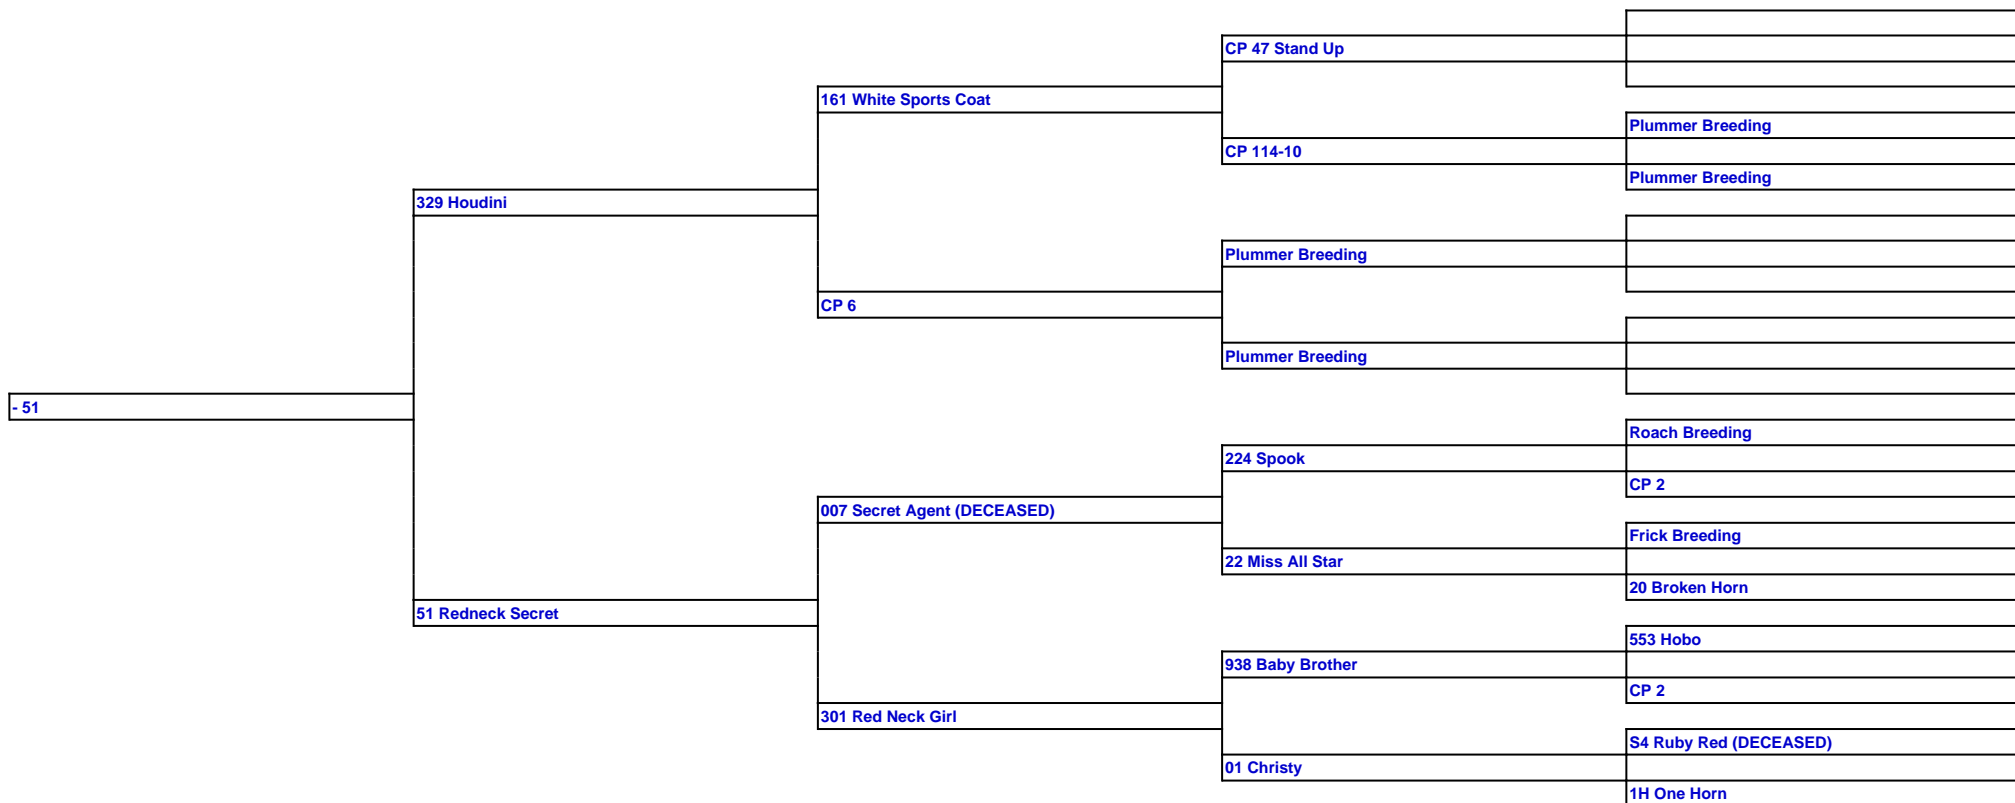 CP 47 Stand Up
161 White Sports Coat
Plummer Breeding
CP 114-10
Plummer Breeding
329 Houdini
Plummer Breeding
CP 6
Plummer Breeding
- 51
Roach Breeding
224 Spook
CP 2
007 Secret Agent (DECEASED)
Frick Breeding
22 Miss All Star
20 Broken Horn
51 Redneck Secret
553 Hobo
938 Baby Brother
CP 2
301 Red Neck Girl
S4 Ruby Red (DECEASED)
01 Christy
1H One Horn